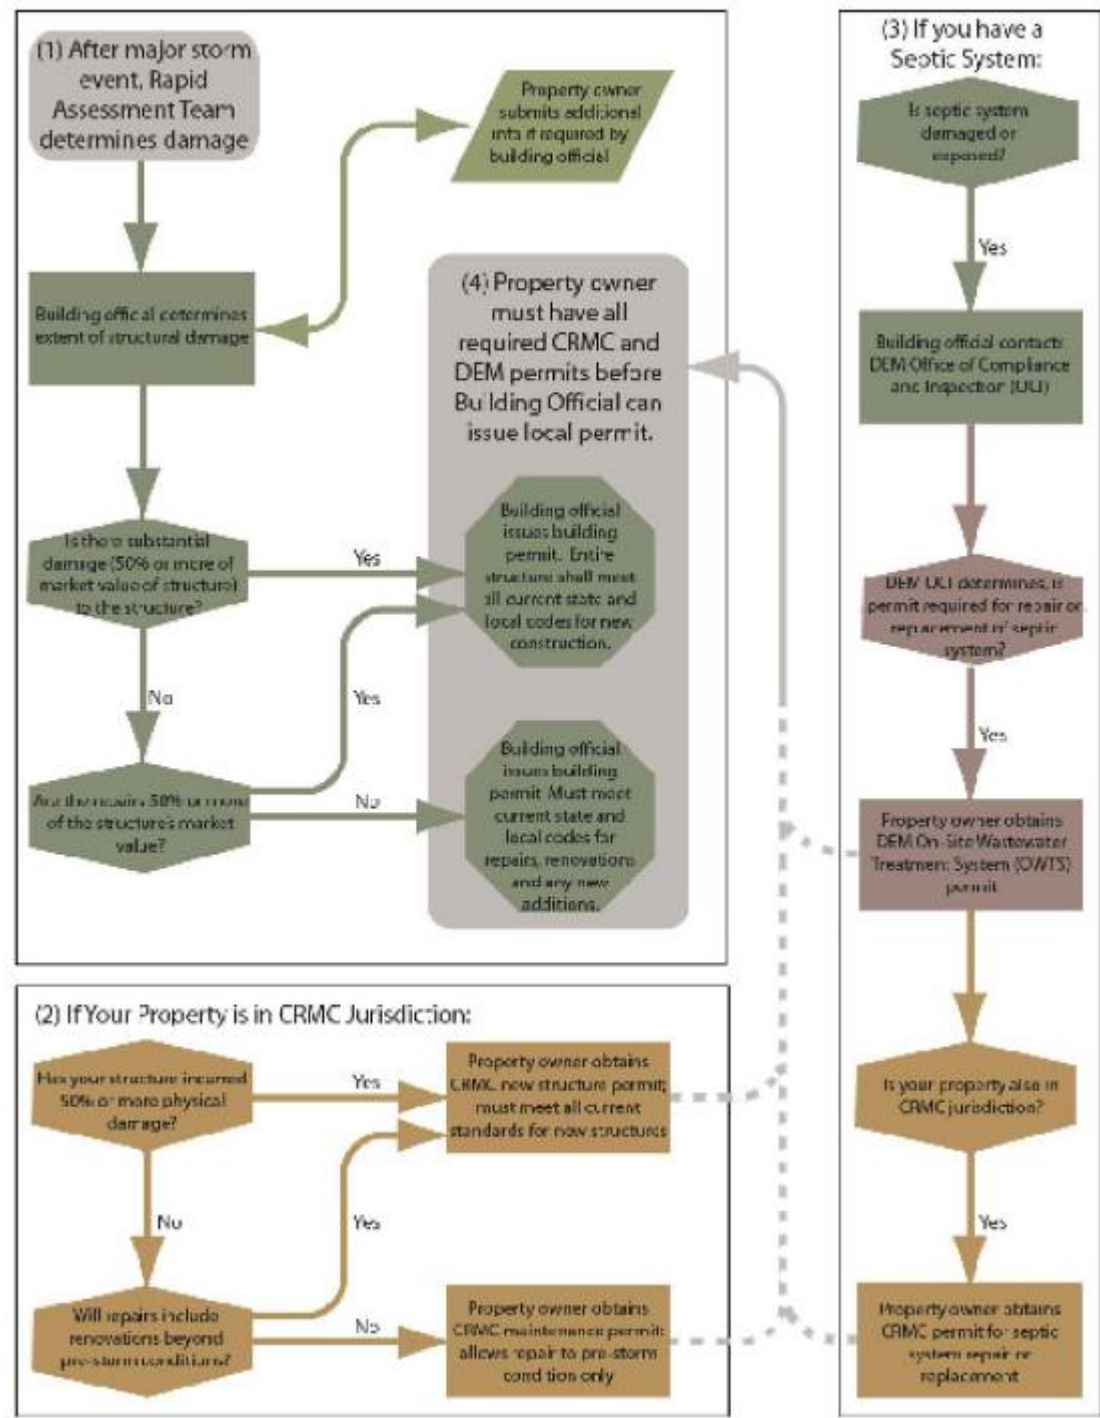 (1) After major storm
event, Rapid
Assessment Team
determines damage
Property owner
submits additional
info if required by
building official
Building official determines
extent of structural damage
(4) Property owner
must have all
required CRMC and
DEM permits before
Building Official can
issue local permit.
Is there substantial
damage (50% or more of
market value of structure)
to the structure?
Yes
Building official
issues building
permit. Entire
structure shall meet
all current state and
local codes for new
construction.
No
Yes
Are the repairs 50% or more
of the structure's market
value?
No
Building official
issues building
permit. Must meet
current state and
local codes for
repairs, renovations
and any new
additions.
(2) If Your Property is in CRMC Jurisdiction:
Has your structure incurred
50% or more physical
damage?
Yes
Property owner obtains
CRMC new structure permit;
must meet all current
standards for new structures
No
Yes
Will repairs include
renovations beyond
pre-storm conditions?
No
Property owner obtains
CRMC maintenance permit;
allows repair to pre-storm
condition only
(3) If you have a
Septic System:
Is septic system
damaged or
exposed?
Yes
Building official contacts
DEM Office of Compliance
and Inspection (OCI)
DEM OCI determines, is
permit required for repair or
replacement of septic
system?
Yes
Property owner obtains
DEM On-Site Wastewater
Treatment System (OWTS)
permit
Is your property also in
CRMC jurisdiction?
Yes
Property owner obtains
CRMC permit for septic
system repair or
replacement